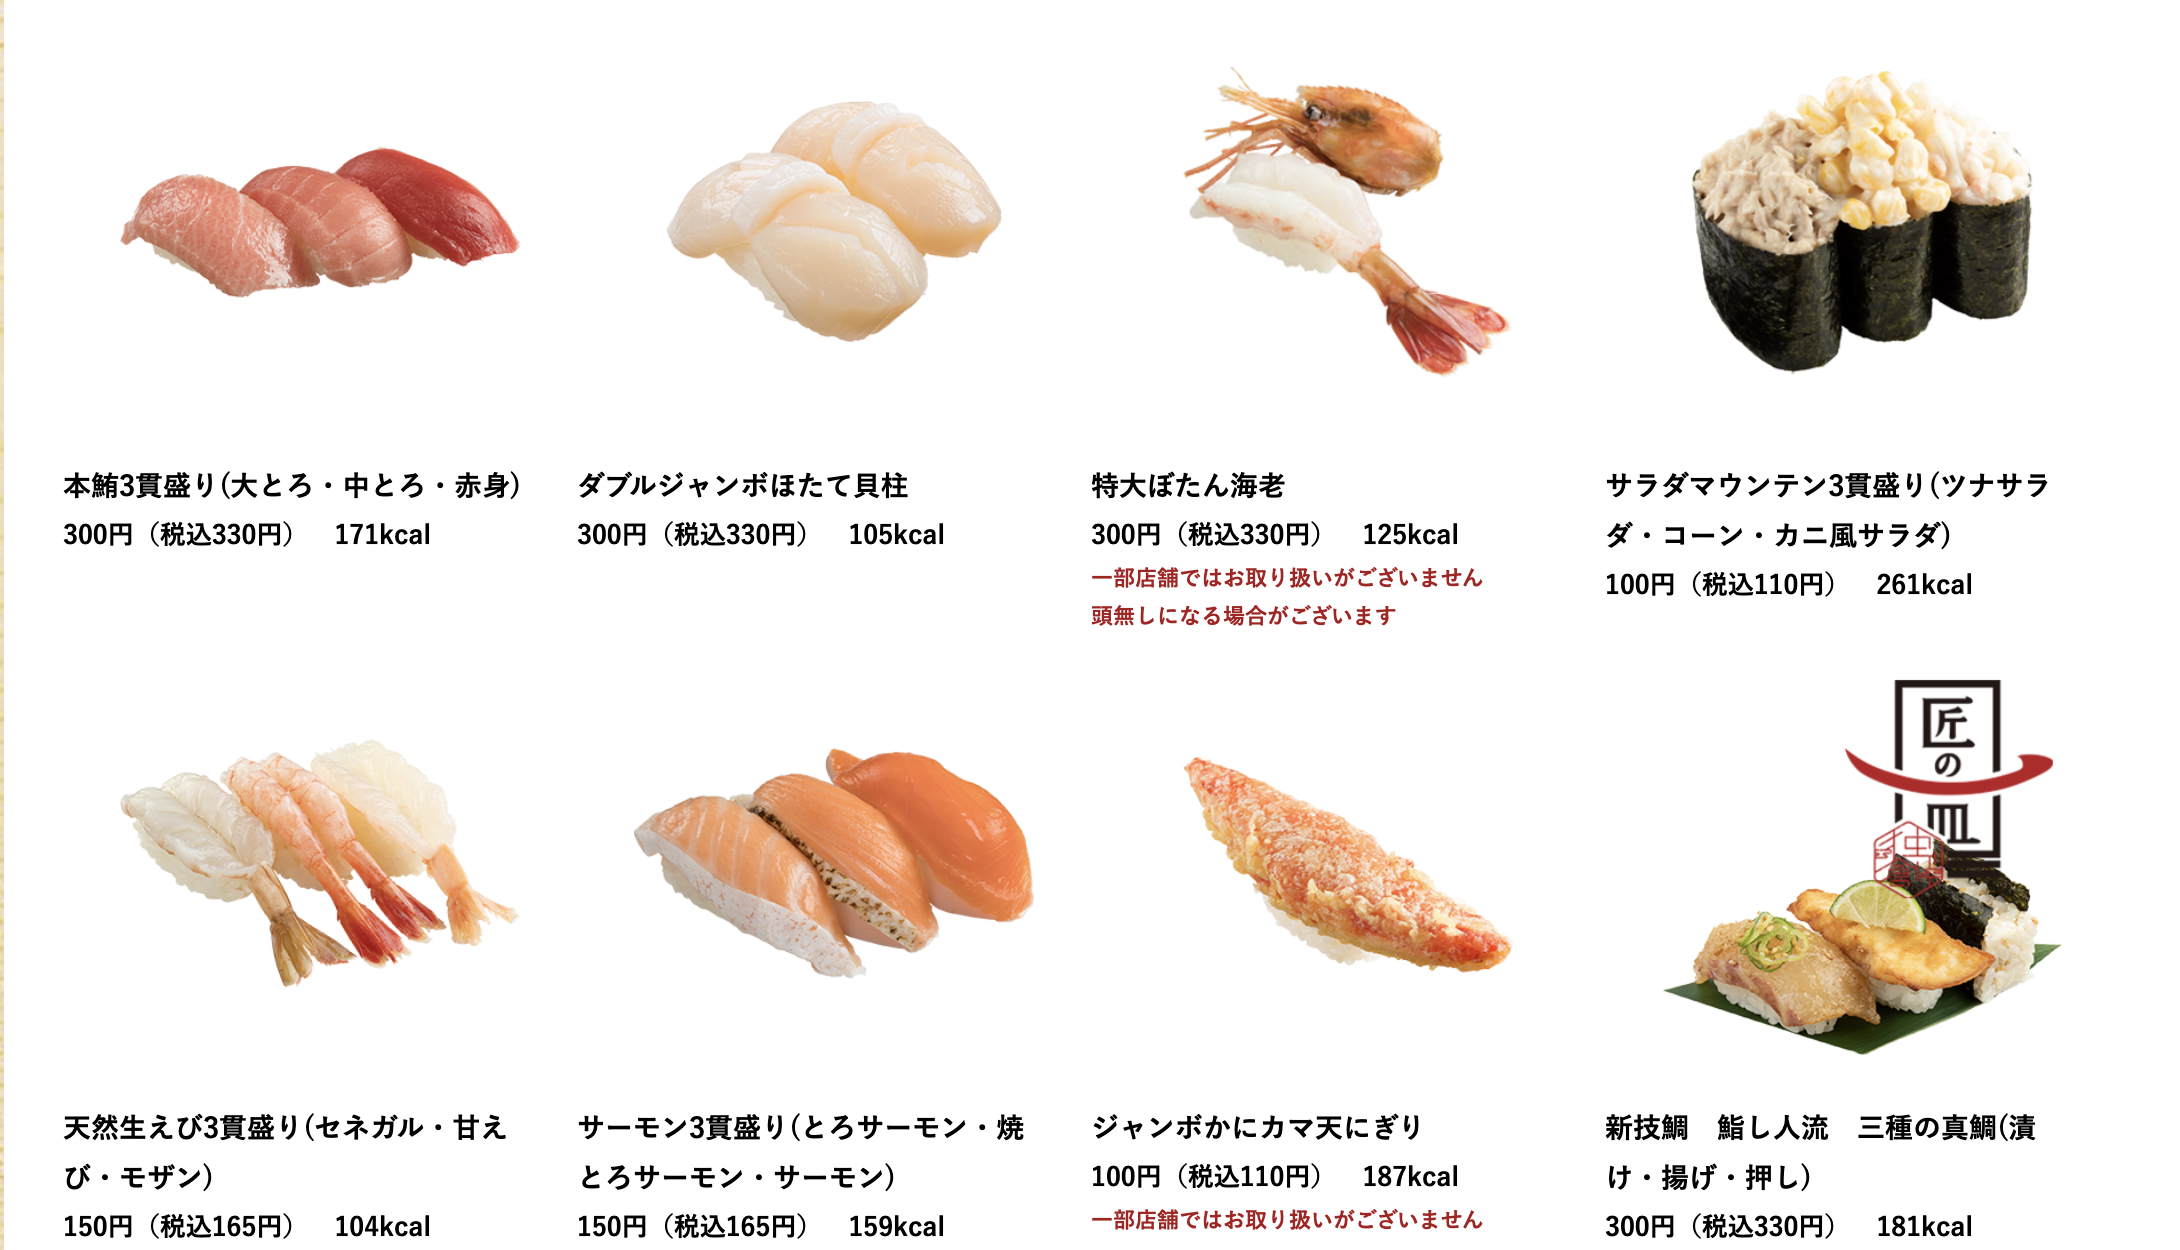 本鮪3貫盛り(大とろ・中とろ・赤身)
300円（税込330円） 171kcal
ダブルジャンボほたて貝柱
300円（税込330円） 105kcal
特大ぼたん海老
300円（税込330円） 125kcal
一部店舗ではお取り扱いがございません
頭無しになる場合がございます
サラダマウンテン3貫盛り(ツナサラ
ダ・コーン・カニ風サラダ)
100円（税込110円） 261kcal
天然生えび3貫盛り(セネガル・甘え
び・モザン)
150円（税込165円） 104kcal
サーモン3貫盛り(とろサーモン・焼
とろサーモン・サーモン)
150円（税込165円） 159kcal
ジャンボかにカマ天にぎり
100円（税込110円） 187kcal
一部店舗ではお取り扱いがございません
匠の皿
新技鯛　鮨し人流　三種の真鯛(漬
け・揚げ・押し)
300円（税込330円） 181kcal